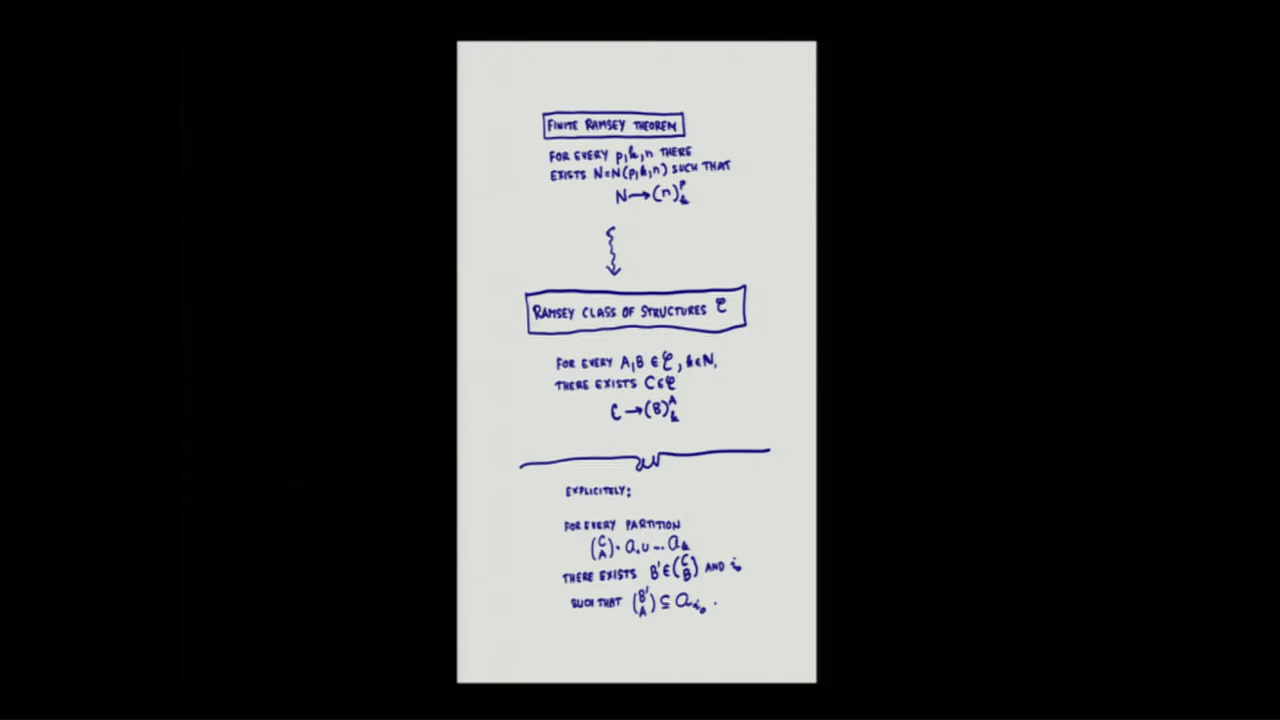 FINITE RAMSEY THEOREM
FOR EVERY p,k,n THERE
EXISTS N=N(p,k,n) SUCH THAT
N→(n)^p_k
RAMSEY CLASS OF STRUCTURES 𝒞
FOR EVERY A,B ∈ 𝒞, k∈N,
THERE EXISTS C∈𝒞
C→(B)^A_k
EXPLICITELY:
FOR EVERY PARTITION
(C A) = 𝒜₁∪...𝒜ₖ
THERE EXISTS B'∈(C B) AND i₀
SUCH THAT (B' A) ⊆ 𝒜_i₀.